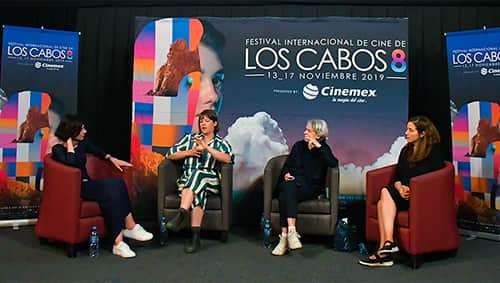 FESTIVAL INTERNACIONAL DE CINE DE
LOS CABOS 8
13_17 NOVIEMBRE 2019
PRESENTED BY Cinemex
la magia del cine.
LOS CABOS
Cinemex
LOS CABOS
Cinemex